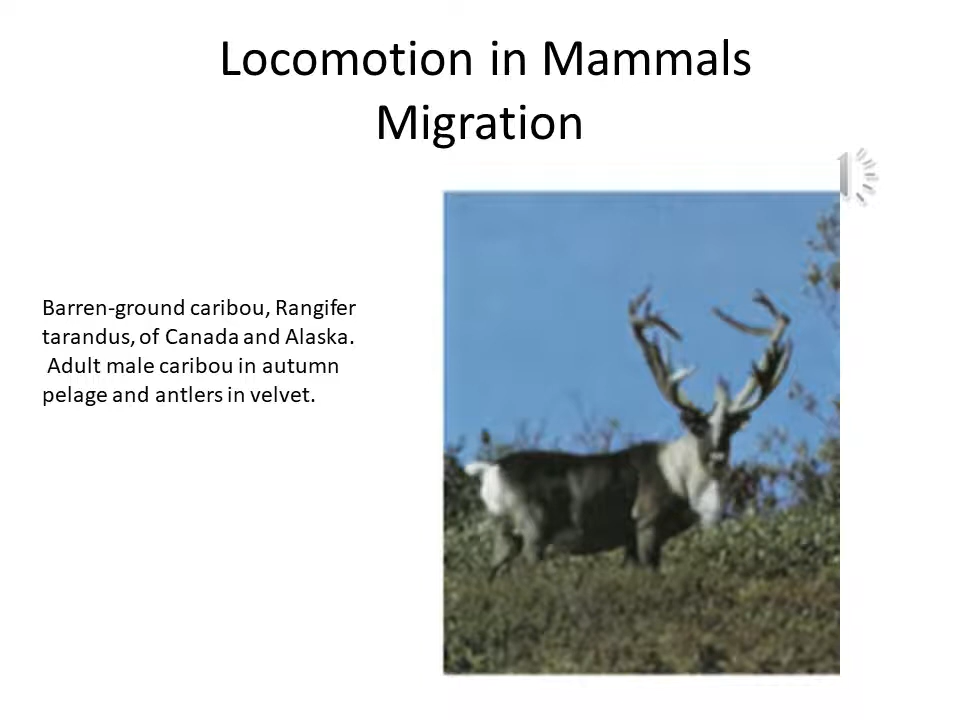 Locomotion in Mammals
Migration
Barren-ground caribou, Rangifer
tarandus, of Canada and Alaska.
Adult male caribou in autumn
pelage and antlers in velvet.